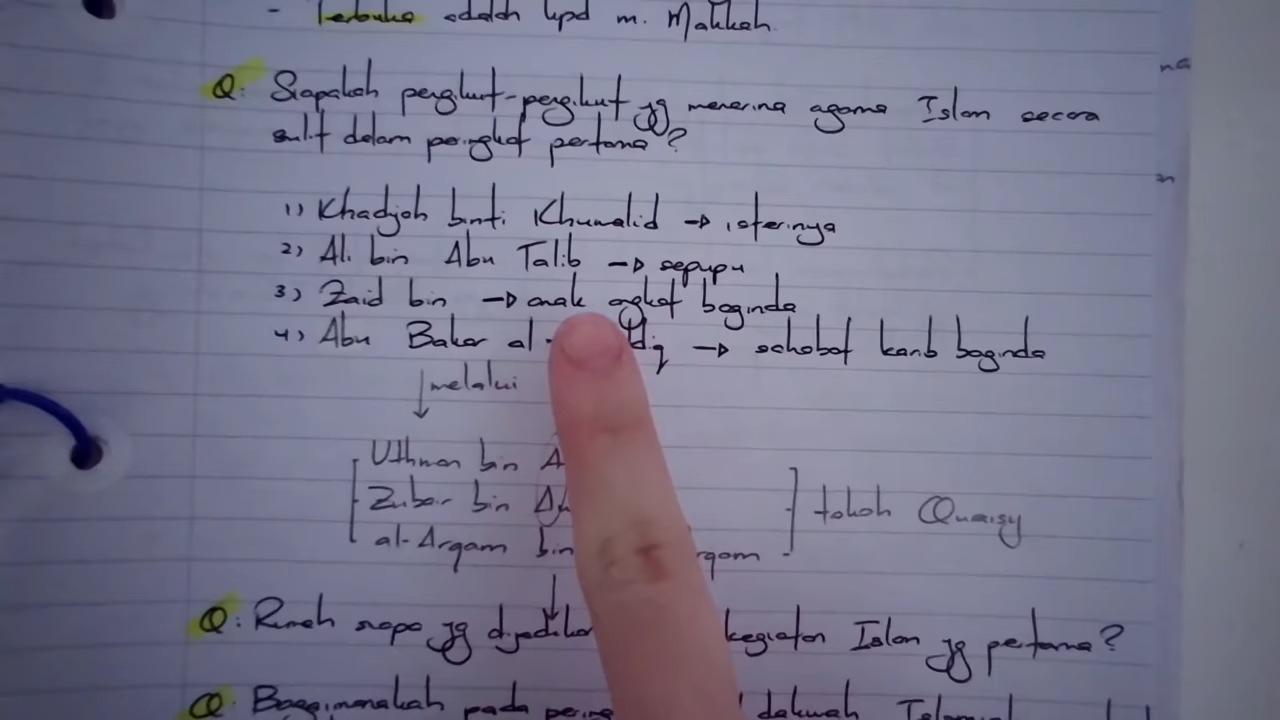 - Terbuka adalah kpd m. Makkah
Q: Siapakah pengikut-pengikut yg menerima agama Islam secara
sulit dalam peringkat pertama?
1) Khadijah binti Khuwailid → isterinya
2) Ali bin Abu Talib → sepupu
3) Zaid bin → anak angkat baginda
4) Abu Bakar al- → sahabat karib baginda
↓ melalui
Uthman bin A
Zubair bin
al-Arqam bin rqam
tokoh Quraisy
Q: Rumah siapa yg dijadikan kegiatan Islam yg pertama?
Q: Bagaimanakah pada dakwah